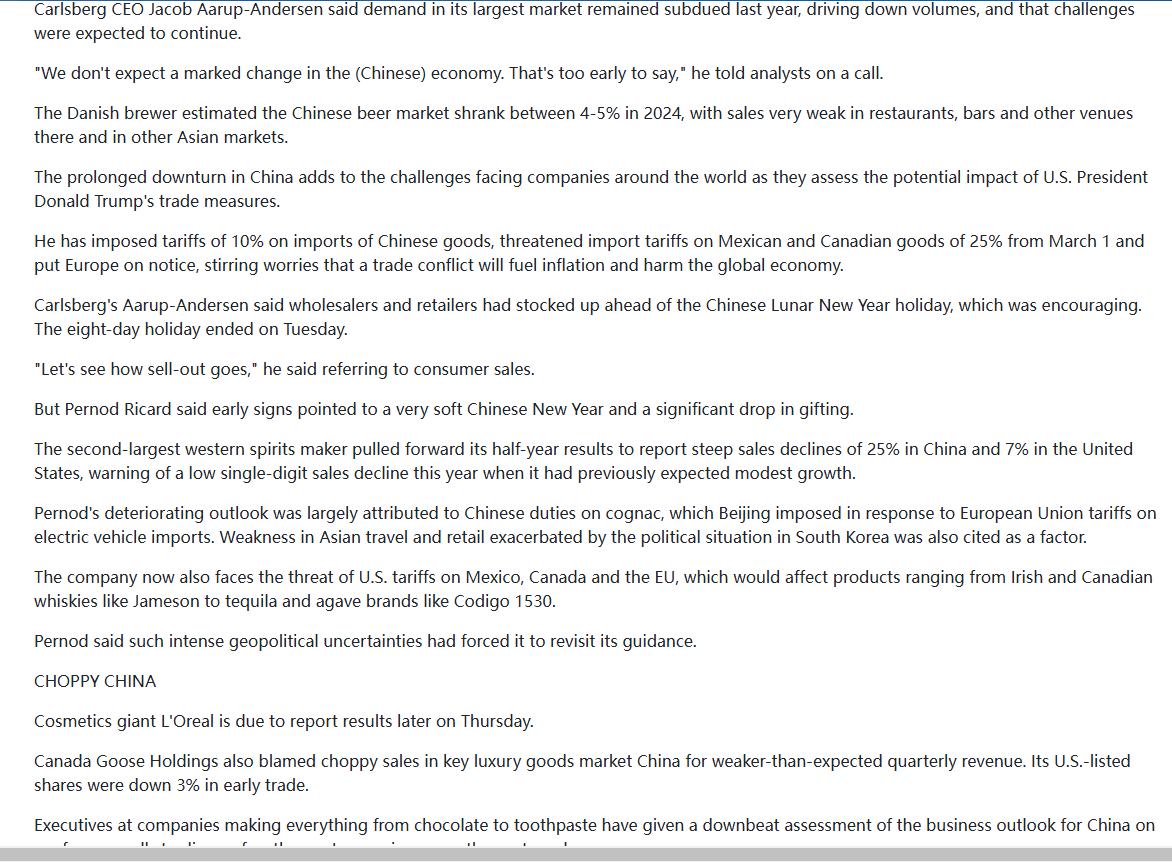 Carlsberg CEO Jacob Aarup-Andersen said demand in its largest market remained subdued last year, driving down volumes, and that challenges
were expected to continue.
"We don't expect a marked change in the (Chinese) economy. That's too early to say," he told analysts on a call.
The Danish brewer estimated the Chinese beer market shrank between 4-5% in 2024, with sales very weak in restaurants, bars and other venues
there and in other Asian markets.
The prolonged downturn in China adds to the challenges facing companies around the world as they assess the potential impact of U.S. President
Donald Trump's trade measures.
He has imposed tariffs of 10% on imports of Chinese goods, threatened import tariffs on Mexican and Canadian goods of 25% from March 1 and
put Europe on notice, stirring worries that a trade conflict will fuel inflation and harm the global economy.
Carlsberg's Aarup-Andersen said wholesalers and retailers had stocked up ahead of the Chinese Lunar New Year holiday, which was encouraging.
The eight-day holiday ended on Tuesday.
"Let's see how sell-out goes," he said referring to consumer sales.
But Pernod Ricard said early signs pointed to a very soft Chinese New Year and a significant drop in gifting.
The second-largest western spirits maker pulled forward its half-year results to report steep sales declines of 25% in China and 7% in the United
States, warning of a low single-digit sales decline this year when it had previously expected modest growth.
Pernod's deteriorating outlook was largely attributed to Chinese duties on cognac, which Beijing imposed in response to European Union tariffs on
electric vehicle imports. Weakness in Asian travel and retail exacerbated by the political situation in South Korea was also cited as a factor.
The company now also faces the threat of U.S. tariffs on Mexico, Canada and the EU, which would affect products ranging from Irish and Canadian
whiskies like Jameson to tequila and agave brands like Codigo 1530.
Pernod said such intense geopolitical uncertainties had forced it to revisit its guidance.
CHOPPY CHINA
Cosmetics giant L'Oreal is due to report results later on Thursday.
Canada Goose Holdings also blamed choppy sales in key luxury goods market China for weaker-than-expected quarterly revenue. Its U.S.-listed
shares were down 3% in early trade.
Executives at companies making everything from chocolate to toothpaste have given a downbeat assessment of the business outlook for China on